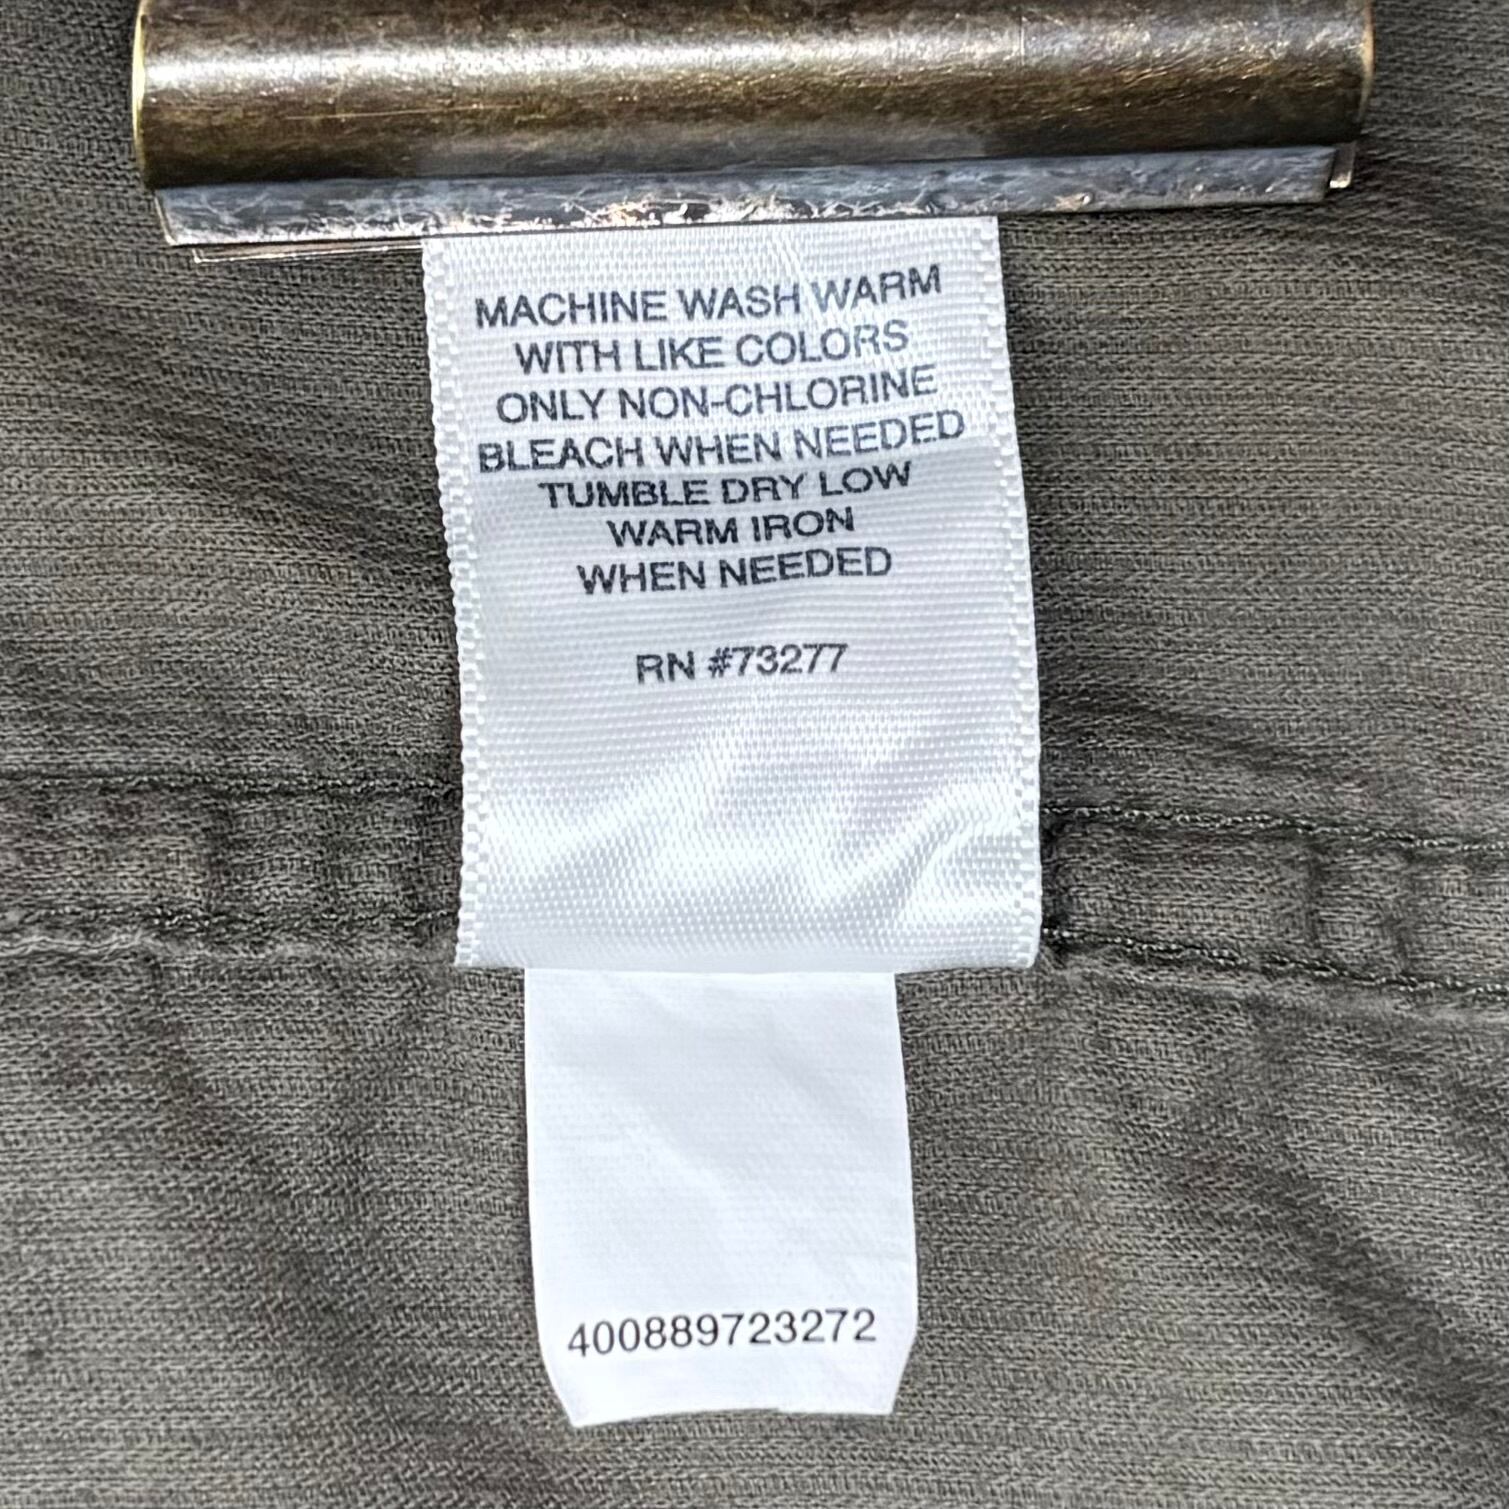 MACHINE WASH WARM
WITH LIKE COLORS
ONLY NON-CHLORINE
BLEACH WHEN NEEDED
TUMBLE DRY LOW
WARM IRON
WHEN NEEDED
RN #73277
400889723272